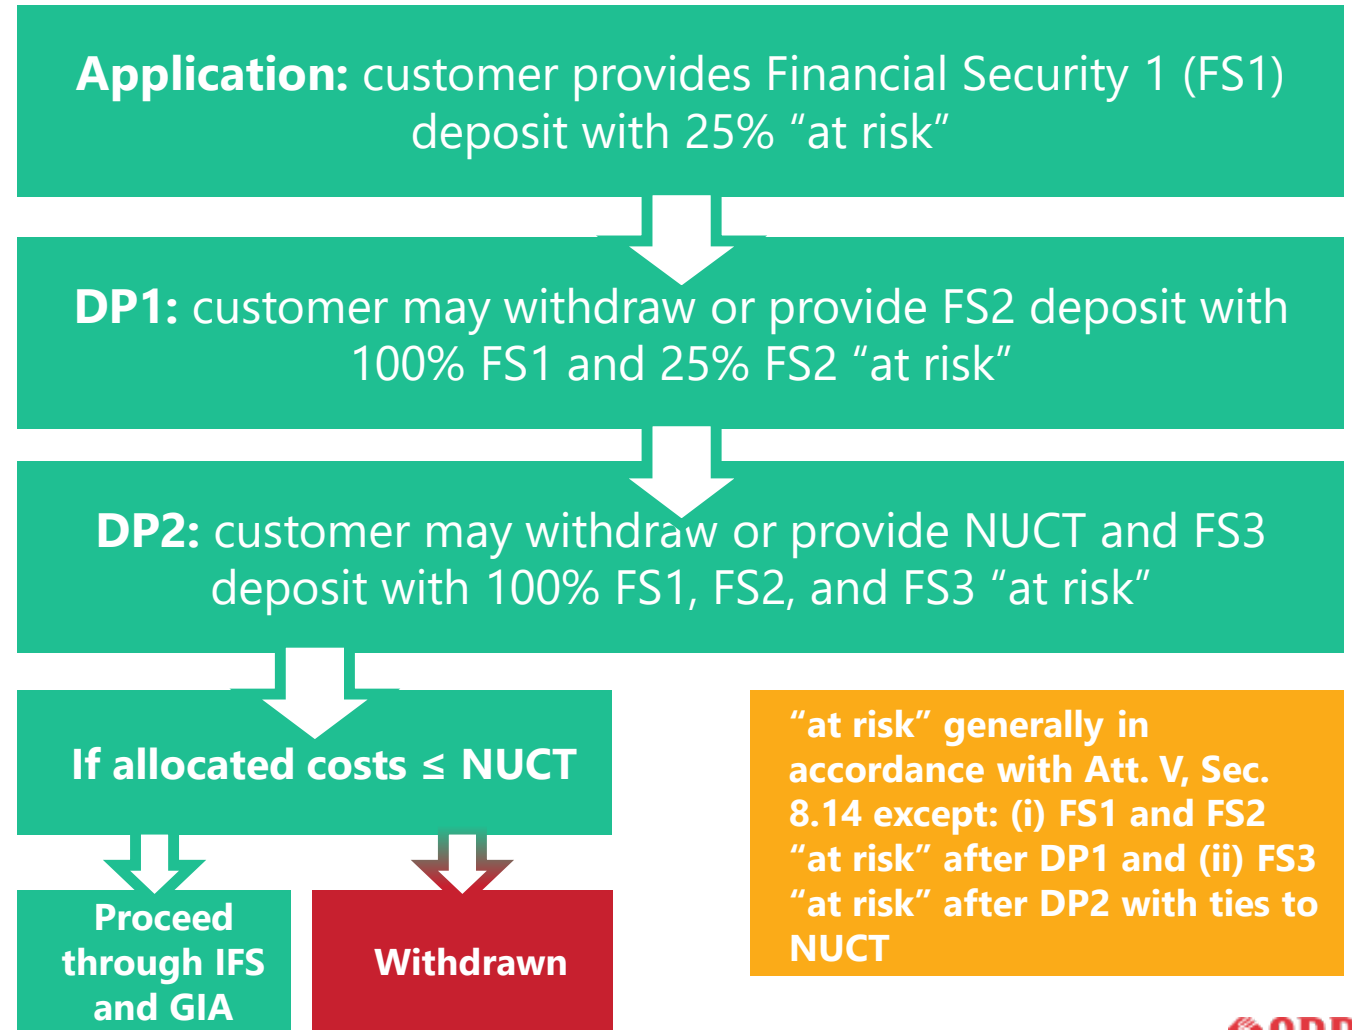 Application: customer provides Financial Security 1 (FS1)
deposit with 25% “at risk”
DP1: customer may withdraw or provide FS2 deposit with
100% FS1 and 25% FS2 “at risk”
DP2: customer may withdraw or provide NUCT and FS3
deposit with 100% FS1, FS2, and FS3 “at risk”
If allocated costs ≤ NUCT
“at risk” generally in
accordance with Att. V, Sec.
8.14 except: (i) FS1 and FS2
“at risk” after DP1 and (ii) FS3
“at risk” after DP2 with ties to
NUCT
Proceed
through IFS
and GIA
Withdrawn